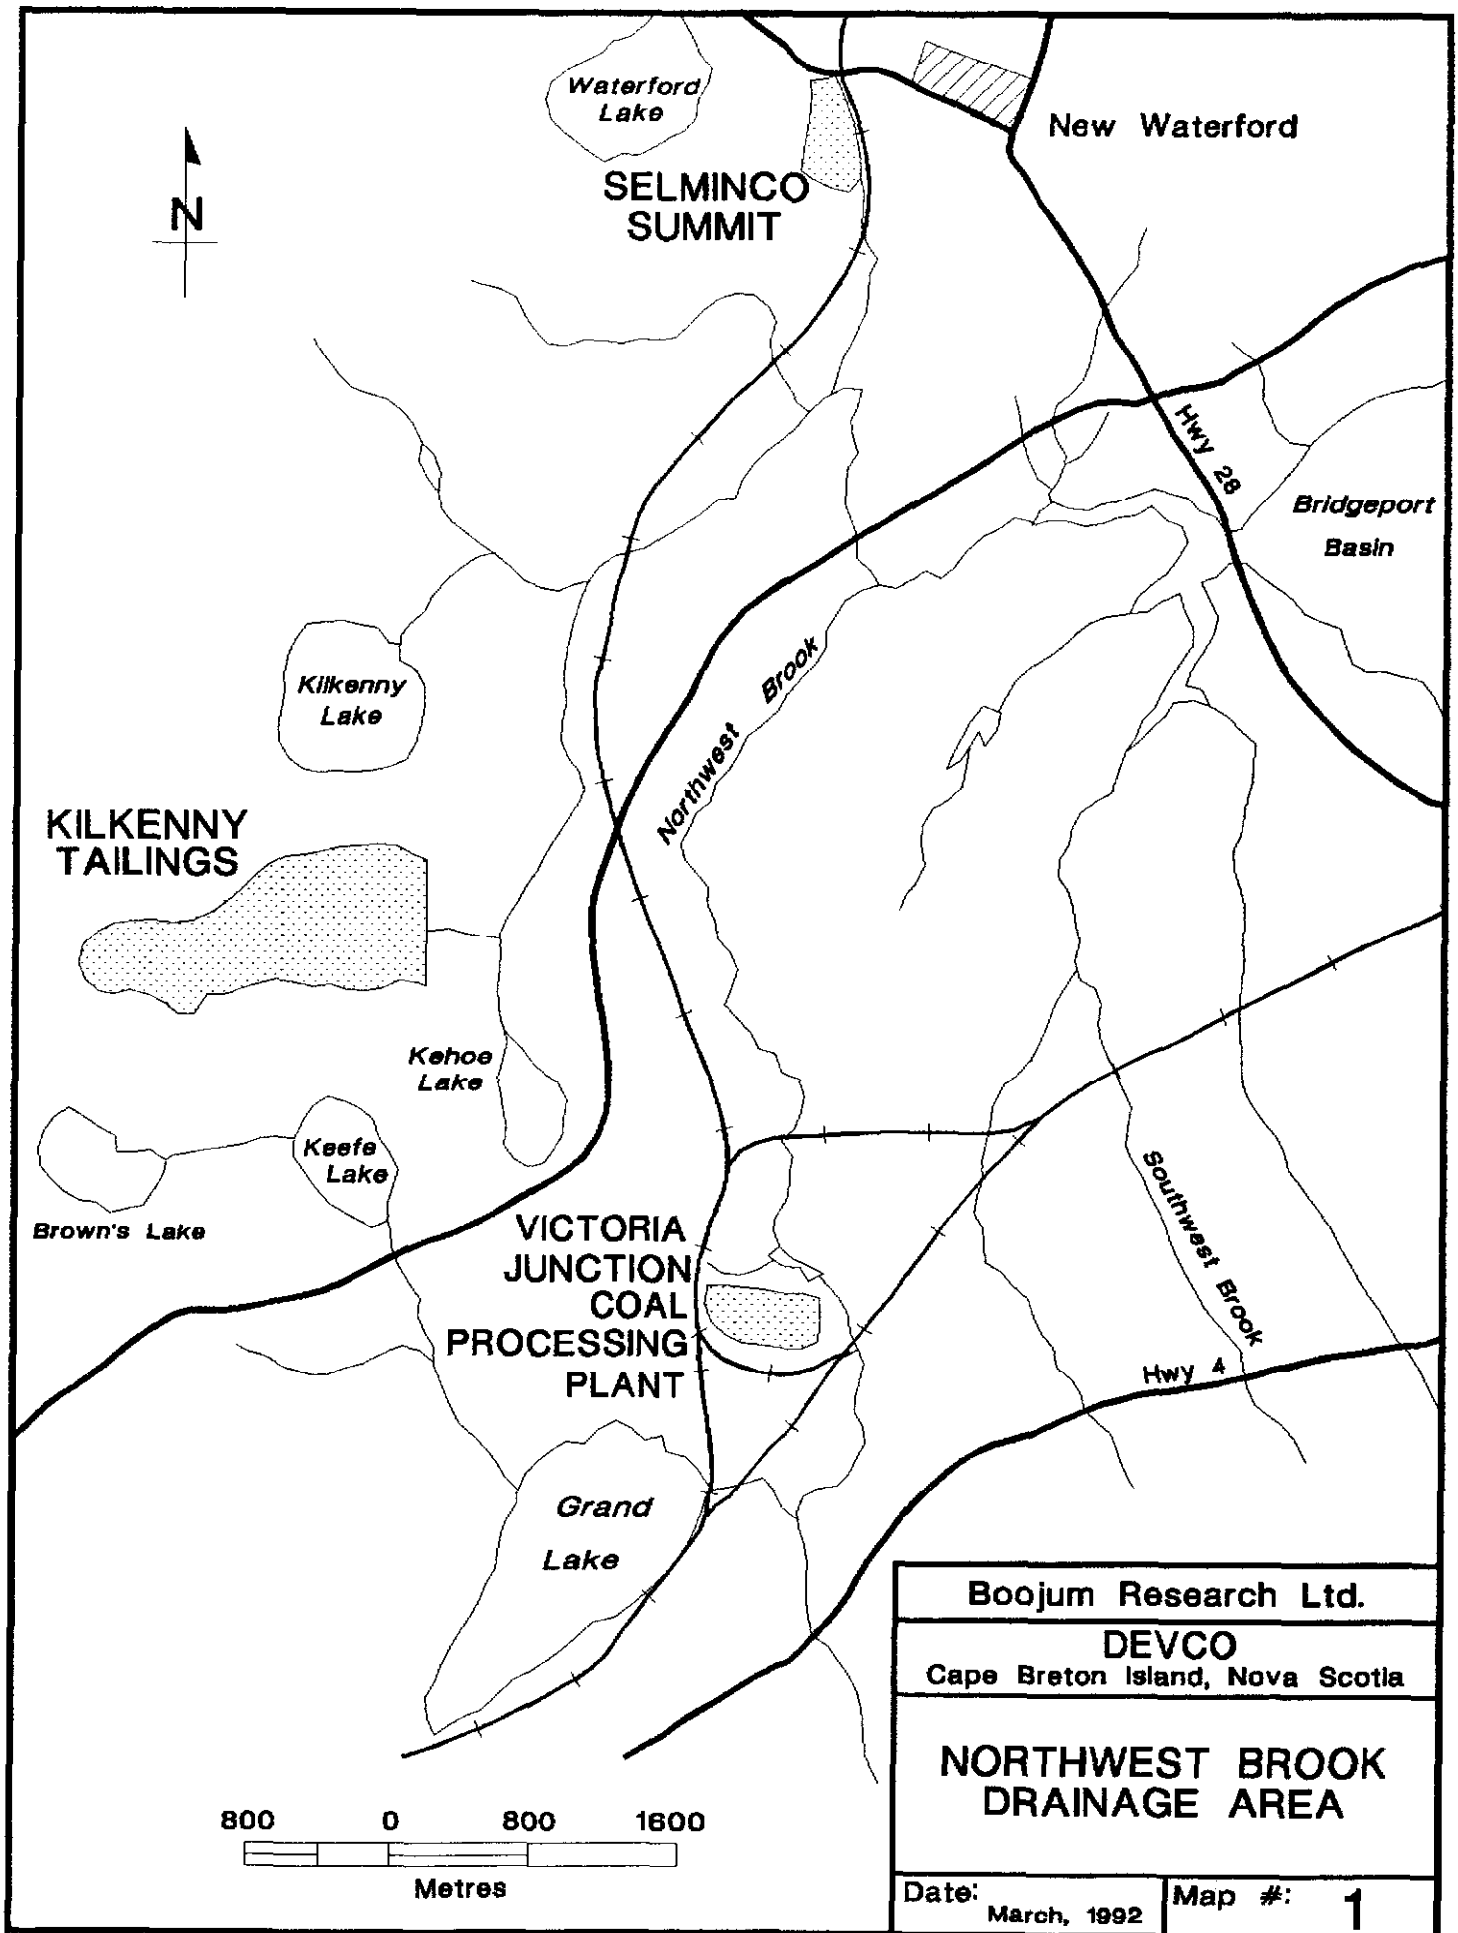 Waterford
Lake
New Waterford
SELMINCO
SUMMIT
N
Hwy 28
Bridgeport
Basin
Kilkenny
Lake
Northwest Brook
KILKENNY
TAILINGS
Kehoe
Lake
Keefe
Lake
Brown's Lake
Southwest Brook
VICTORIA
JUNCTION
COAL
PROCESSING
PLANT
Hwy 4
Grand
Lake
Boojum Research Ltd.
DEVCO
Cape Breton Island, Nova Scotia
NORTHWEST BROOK
DRAINAGE AREA
800 0 800 1600
Metres
Date:
March, 1992
Map #: 1